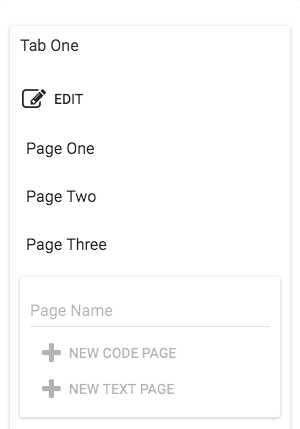 Tab One
EDIT
Page One
Page Two
Page Three
Page Name
NEW CODE PAGE
NEW TEXT PAGE